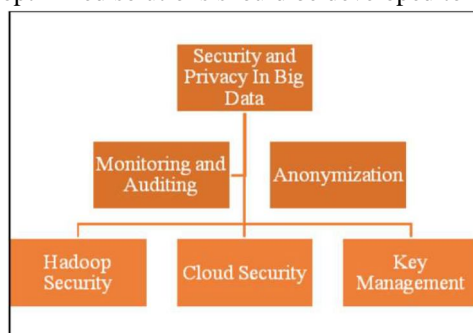 Security and
Privacy In Big
Data
Monitoring and
Auditing
Anonymization
Hadoop
Security
Cloud Security
Key
Management